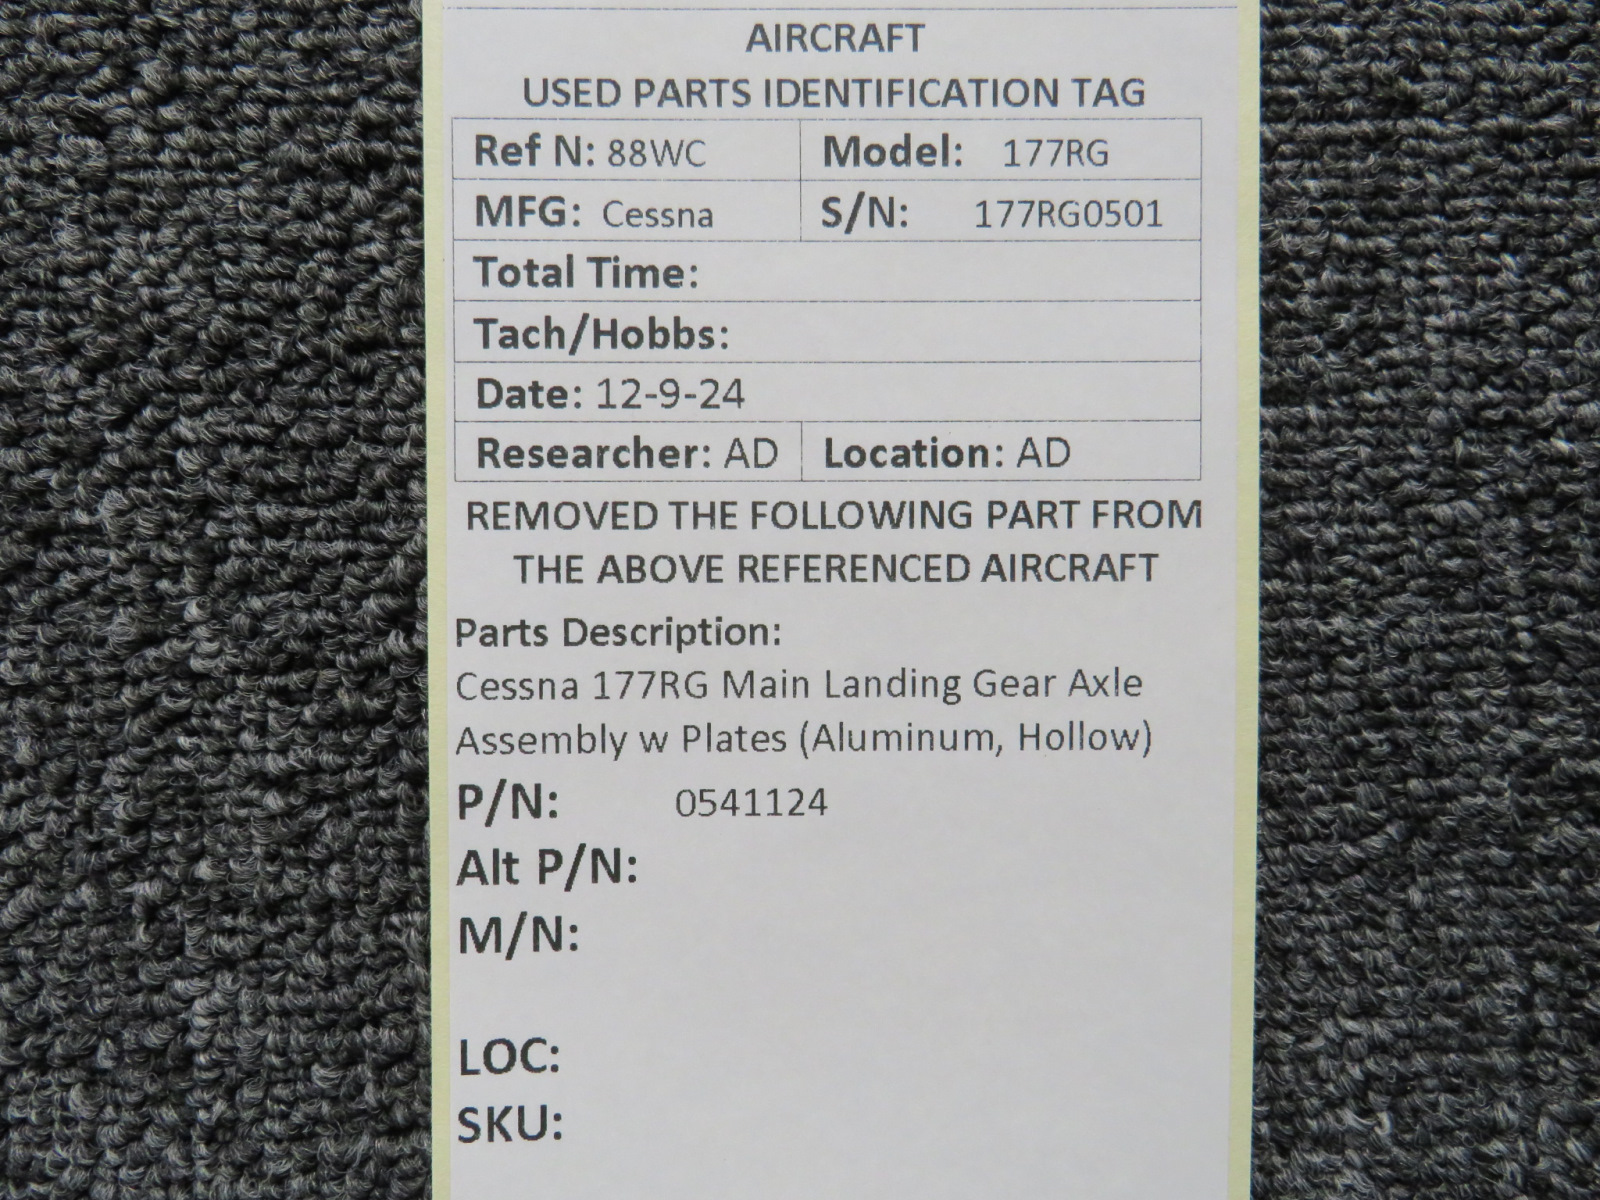 AIRCRAFT
USED PARTS IDENTIFICATION TAG
Ref N: 88WC Model: 177RG
MFG: Cessna S/N: 177RG0501
Total Time:
Tach/Hobbs:
Date: 12-9-24
Researcher: AD Location: AD
REMOVED THE FOLLOWING PART FROM
THE ABOVE REFERENCED AIRCRAFT
Parts Description:
Cessna 177RG Main Landing Gear Axle
Assembly w Plates (Aluminum, Hollow)
P/N: 0541124
Alt P/N:
M/N:
LOC:
SKU: